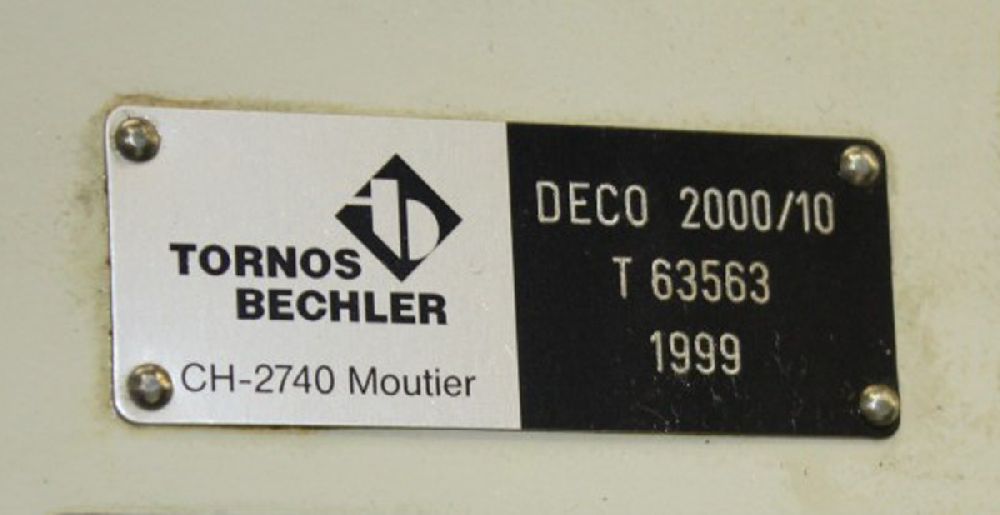 TORNOS
BECHLER
CH-2740 Moutier
DECO 2000/10
T 63563
1999